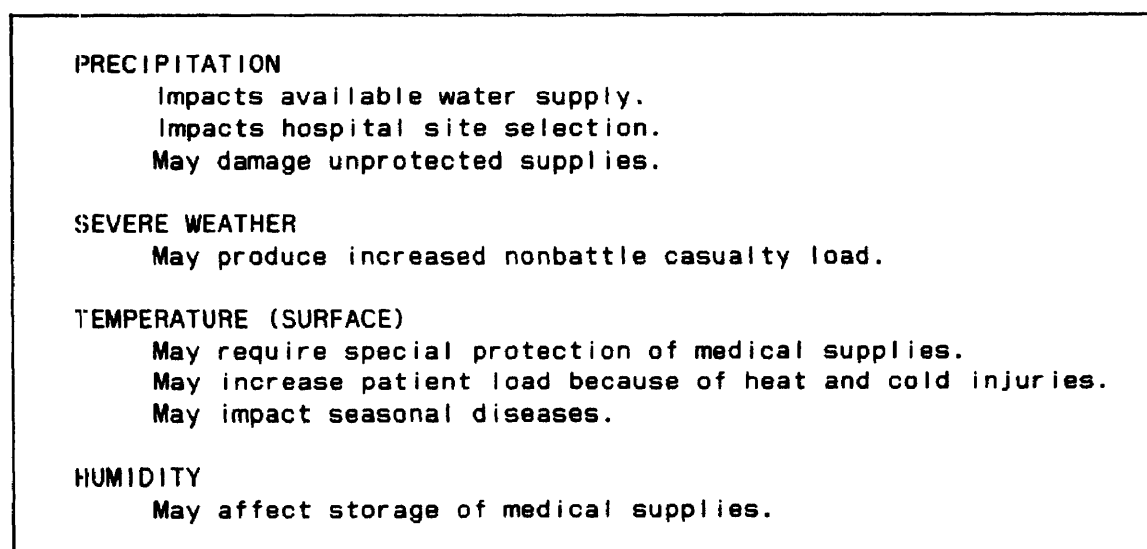 PRECIPITATION
Impacts available water supply.
Impacts hospital site selection.
May damage unprotected supplies.
SEVERE WEATHER
May produce increased nonbattle casualty load.
TEMPERATURE (SURFACE)
May require special protection of medical supplies.
May increase patient load because of heat and cold injuries.
May impact seasonal diseases.
HUMIDITY
May affect storage of medical supplies.